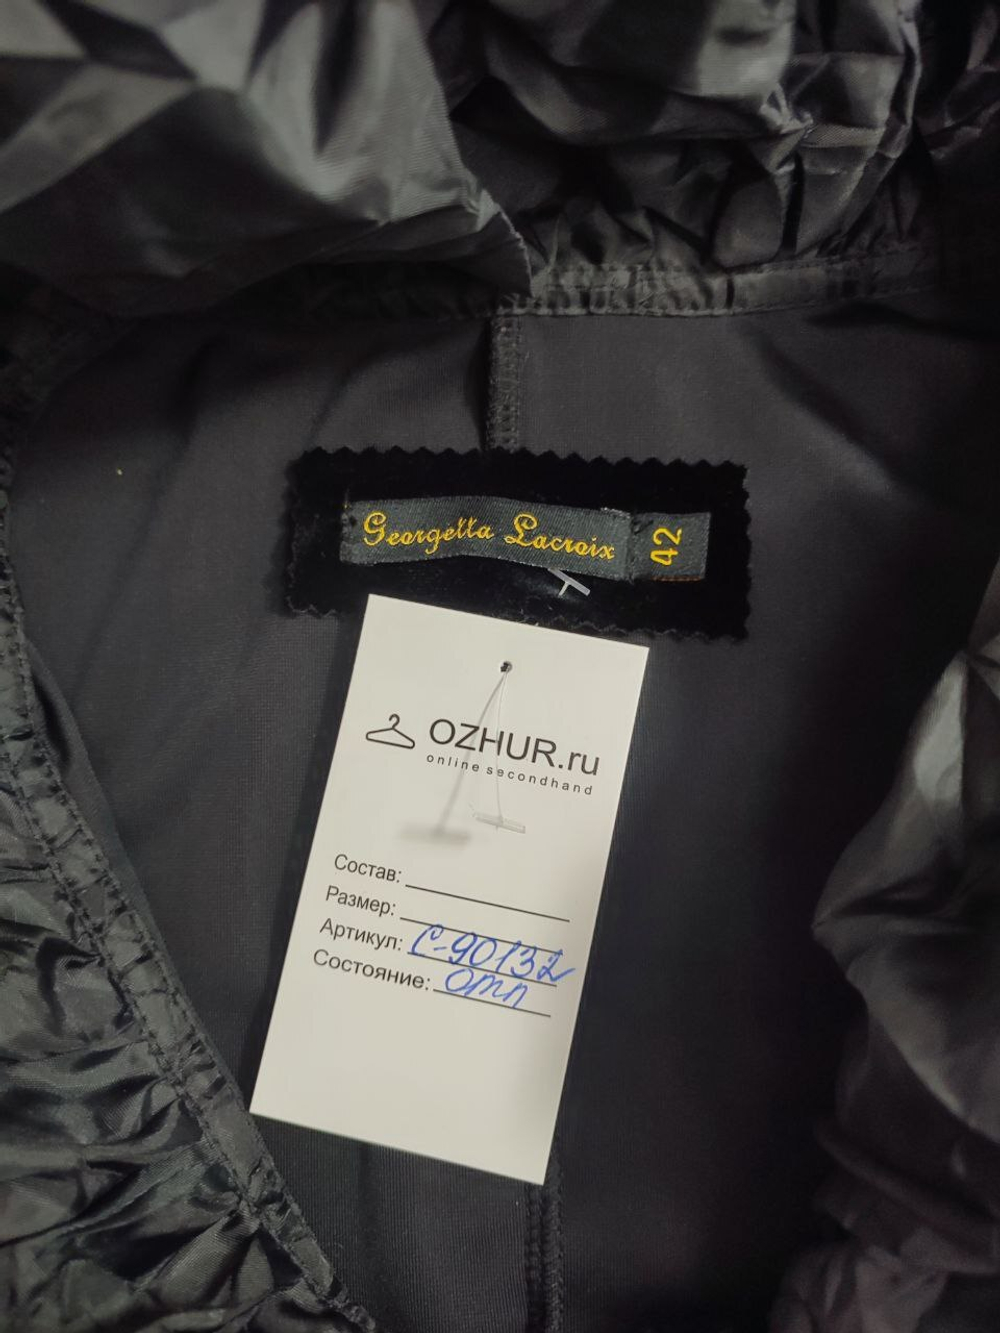 Georgetta Lacroix 42
OZHUR.ru
online secondhand
Состав:
Размер:
Артикул: С-90132
Состояние: отл